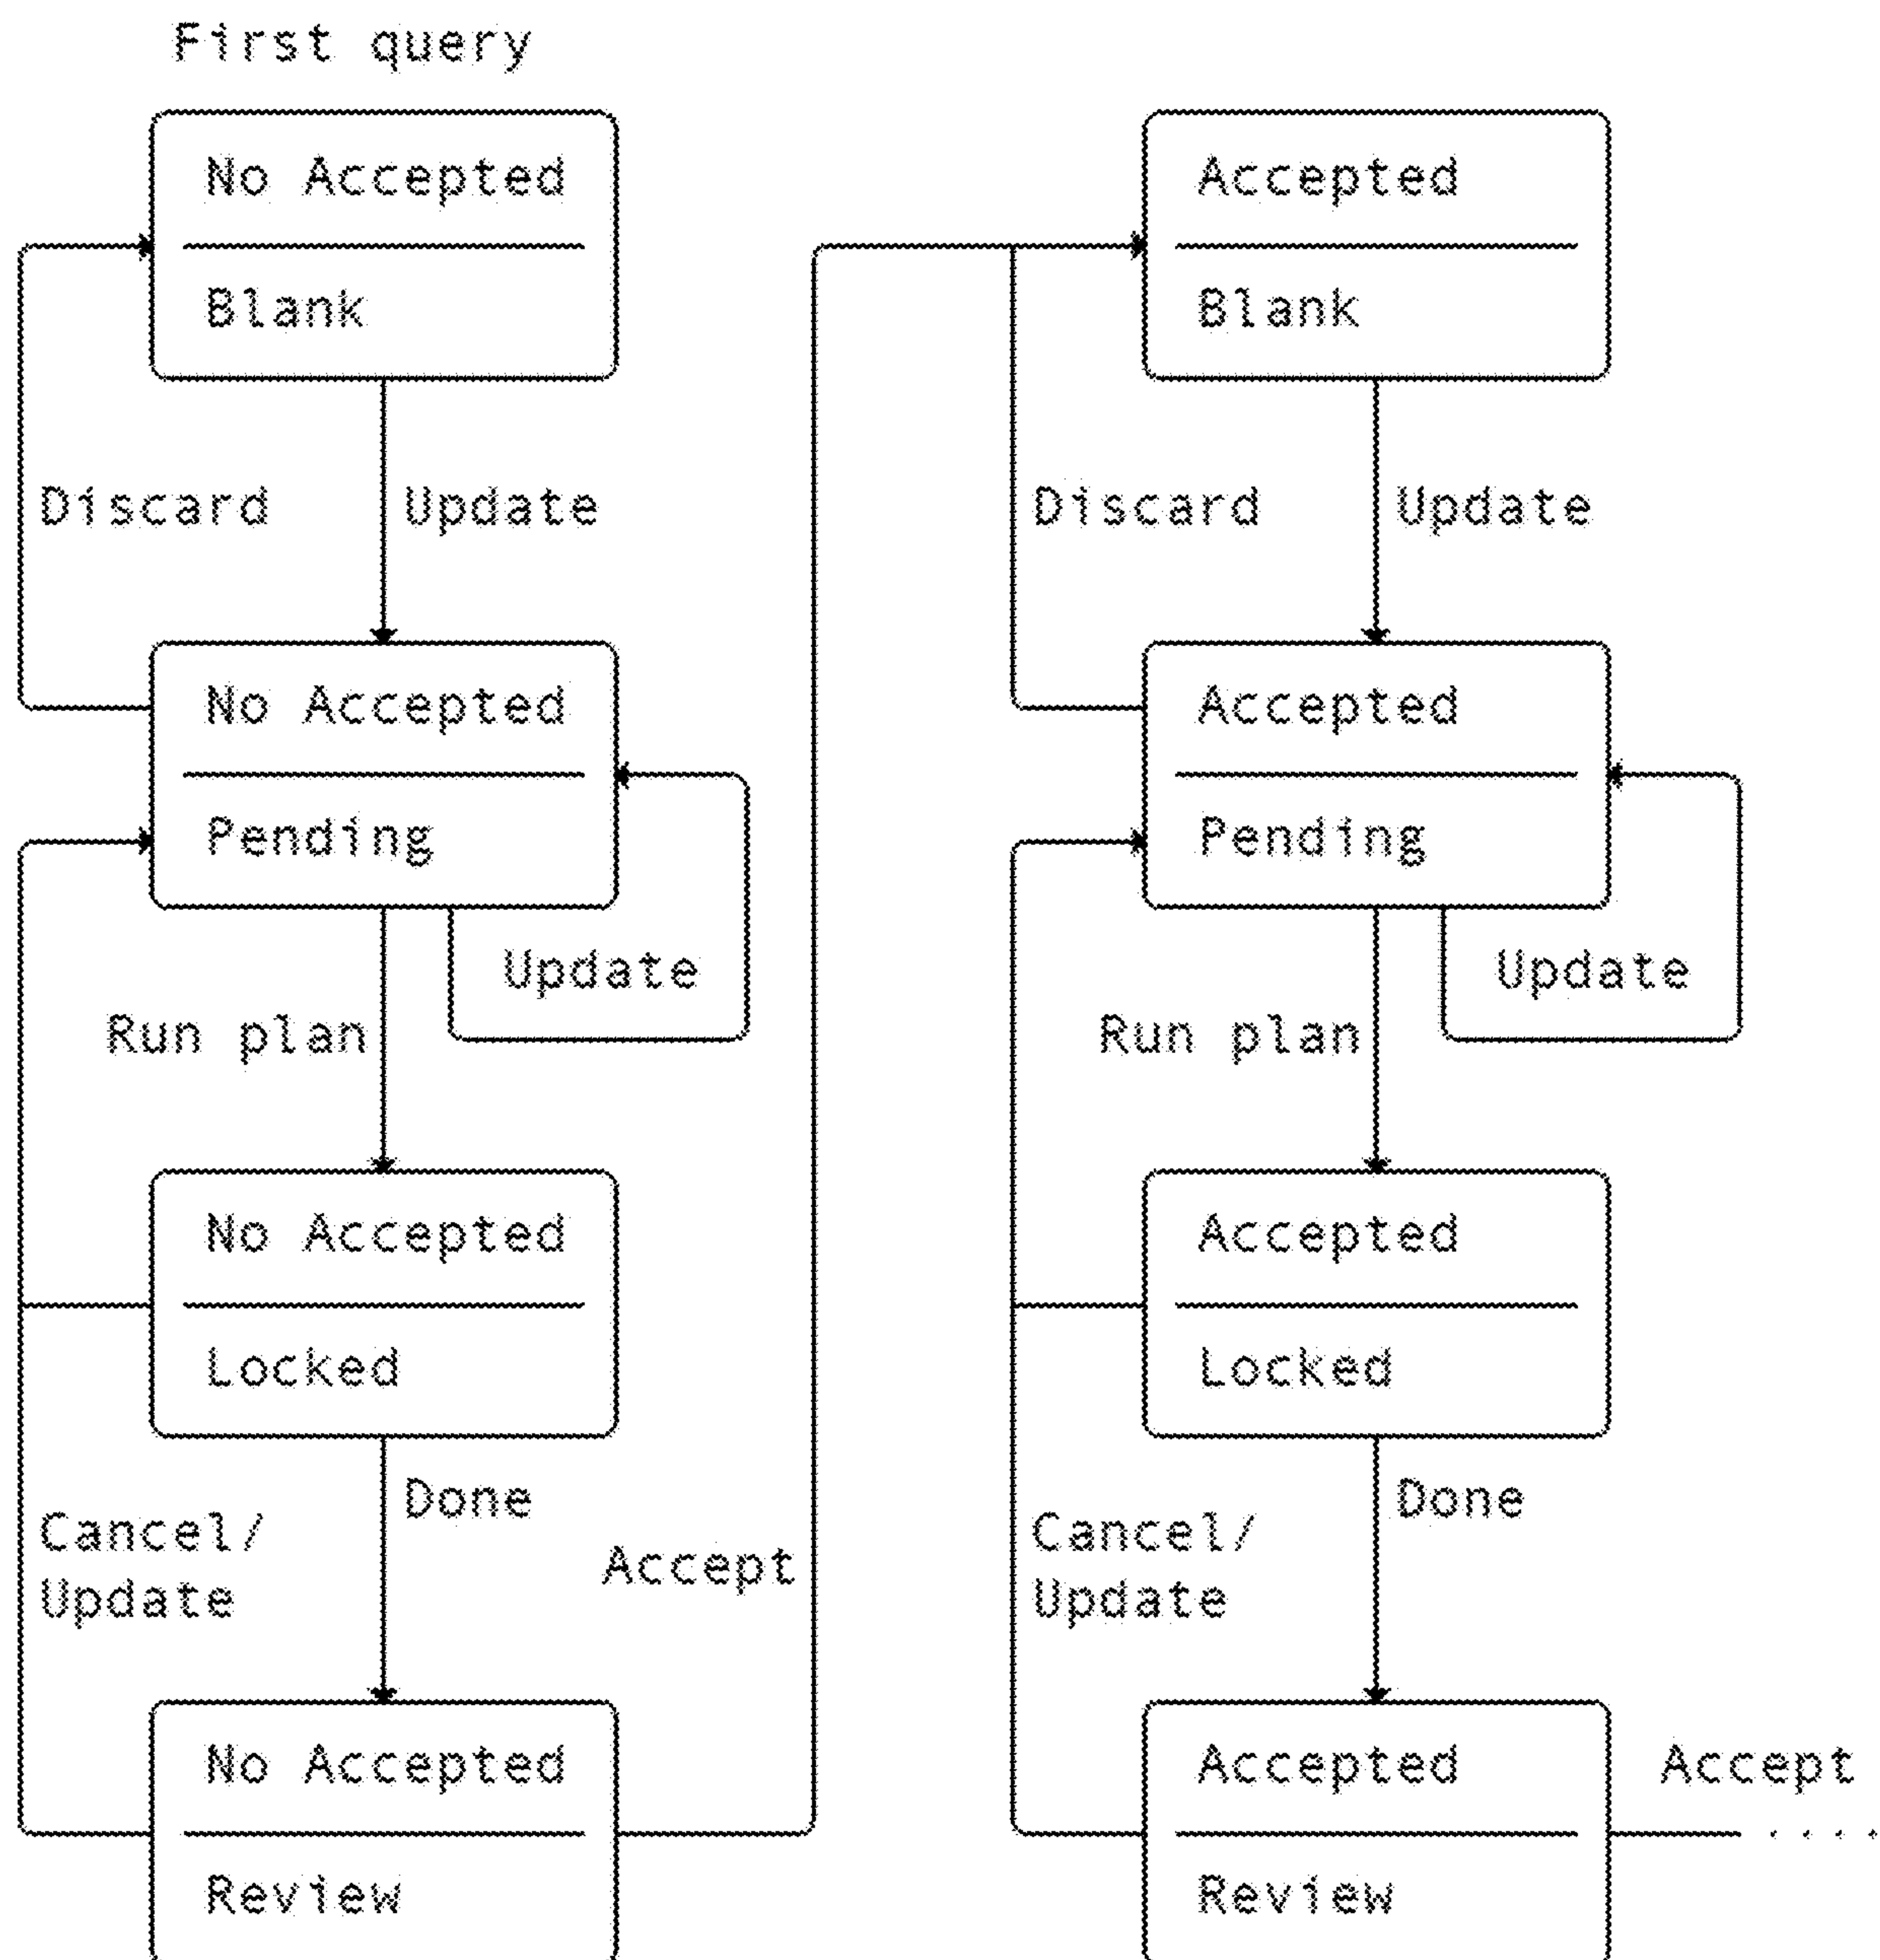 First query
No Accepted
Blank
Discard
Update
No Accepted
Pending
Update
Run plan
No Accepted
Locked
Done
Cancel/
Update
Accept
No Accepted
Review
Accepted
Blank
Discard
Update
Accepted
Pending
Update
Run plan
Accepted
Locked
Done
Cancel/
Update
Accepted
Review
Accept